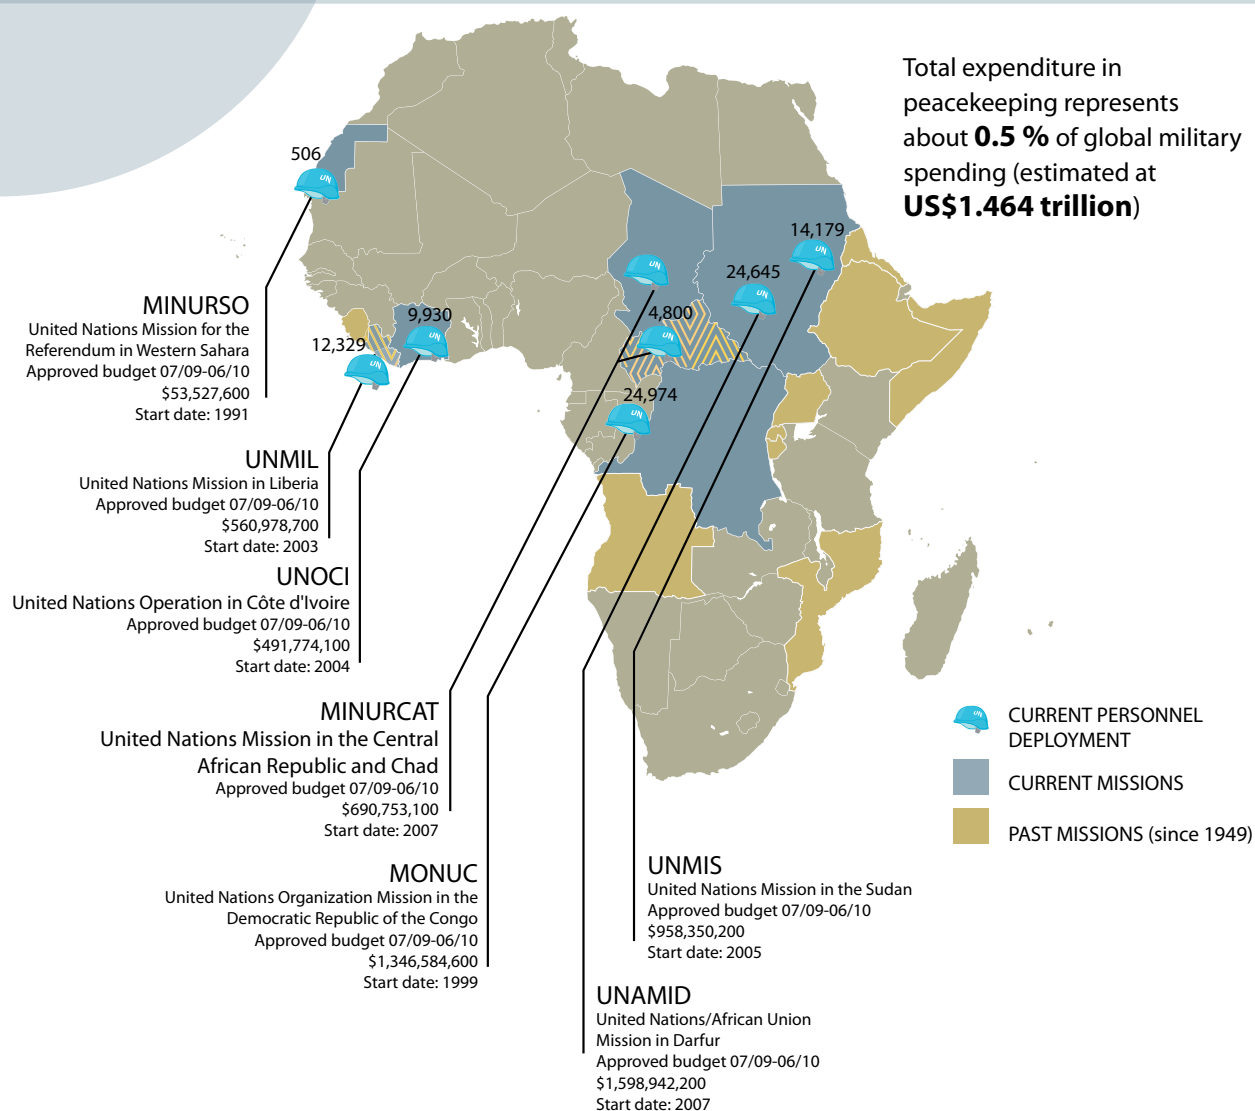 Total expenditure in
peacekeeping represents
about 0.5 % of global military
spending (estimated at
US$1.464 trillion)
506
14,179
24,645
4,800
9,930
12,329
24,974
UN
UN
UN
UN
UN
UN
UN
UN
MINURSO
United Nations Mission for the
Referendum in Western Sahara
Approved budget 07/09-06/10
$53,527,600
Start date: 1991
UNMIL
United Nations Mission in Liberia
Approved budget 07/09-06/10
$560,978,700
Start date: 2003
UNOCI
United Nations Operation in Côte d'Ivoire
Approved budget 07/09-06/10
$491,774,100
Start date: 2004
MINURCAT
United Nations Mission in the Central
African Republic and Chad
Approved budget 07/09-06/10
$690,753,100
Start date: 2007
MONUC
United Nations Organization Mission in the
Democratic Republic of the Congo
Approved budget 07/09-06/10
$1,346,584,600
Start date: 1999
UNMIS
United Nations Mission in the Sudan
Approved budget 07/09-06/10
$958,350,200
Start date: 2005
UNAMID
United Nations/African Union
Mission in Darfur
Approved budget 07/09-06/10
$1,598,942,200
Start date: 2007
UN
CURRENT PERSONNEL
DEPLOYMENT
CURRENT MISSIONS
PAST MISSIONS (since 1949)